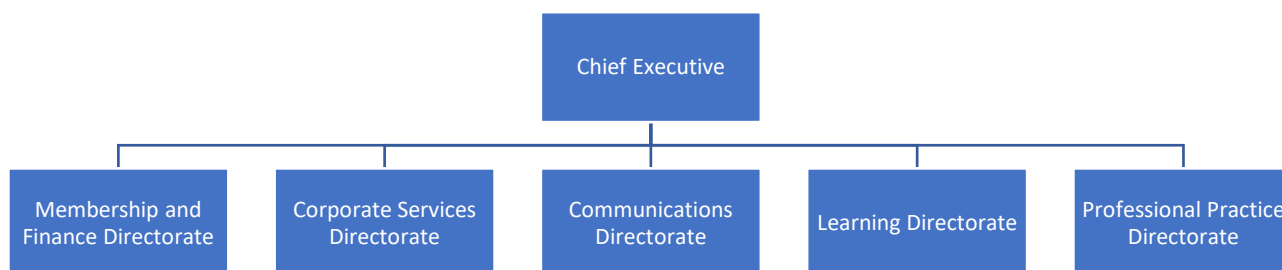 Chief Executive
Membership and
Finance Directorate
Corporate Services
Directorate
Communications
Directorate
Learning Directorate
Professional Practice
Directorate